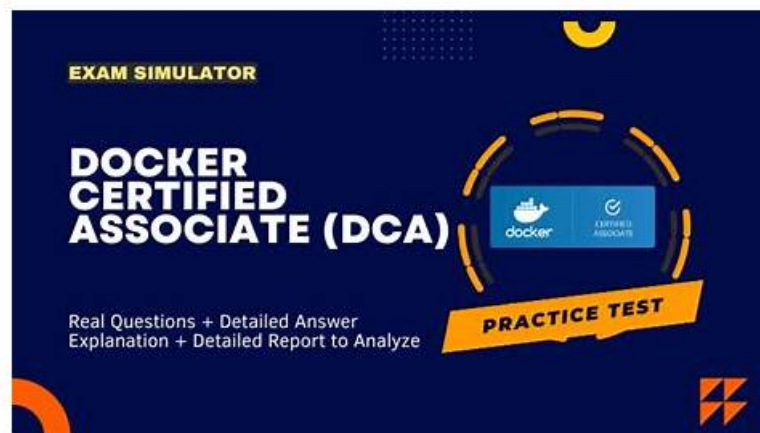 EXAM SIMULATOR
DOCKER
CERTIFIED
ASSOCIATE (DCA)
docker
CERTIFIED
ASSOCIATE
PRACTICE TEST
Real Questions + Detailed Answer
Explanation + Detailed Report to Analyze